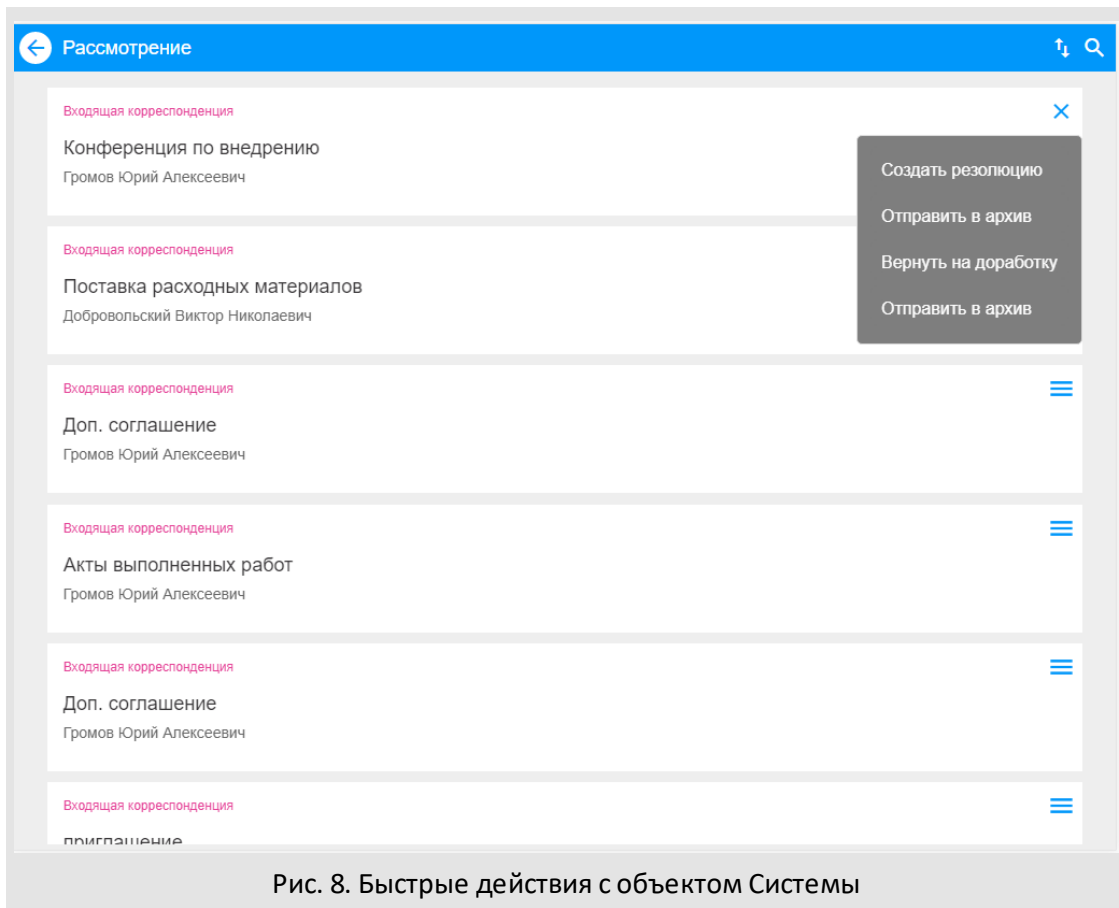 Рассмотрение
Входящая корреспонденция
Конференция по внедрению
Громов Юрий Алексеевич
Создать резолюцию
Отправить в архив
Вернуть на доработку
Отправить в архив
Входящая корреспонденция
Поставка расходных материалов
Добровольский Виктор Николаевич
Входящая корреспонденция
Доп. соглашение
Громов Юрий Алексеевич
Входящая корреспонденция
Акты выполненных работ
Громов Юрий Алексеевич
Входящая корреспонденция
Доп. соглашение
Громов Юрий Алексеевич
Входящая корреспонденция
приглашение
Рис. 8. Быстрые действия с объектом Системы